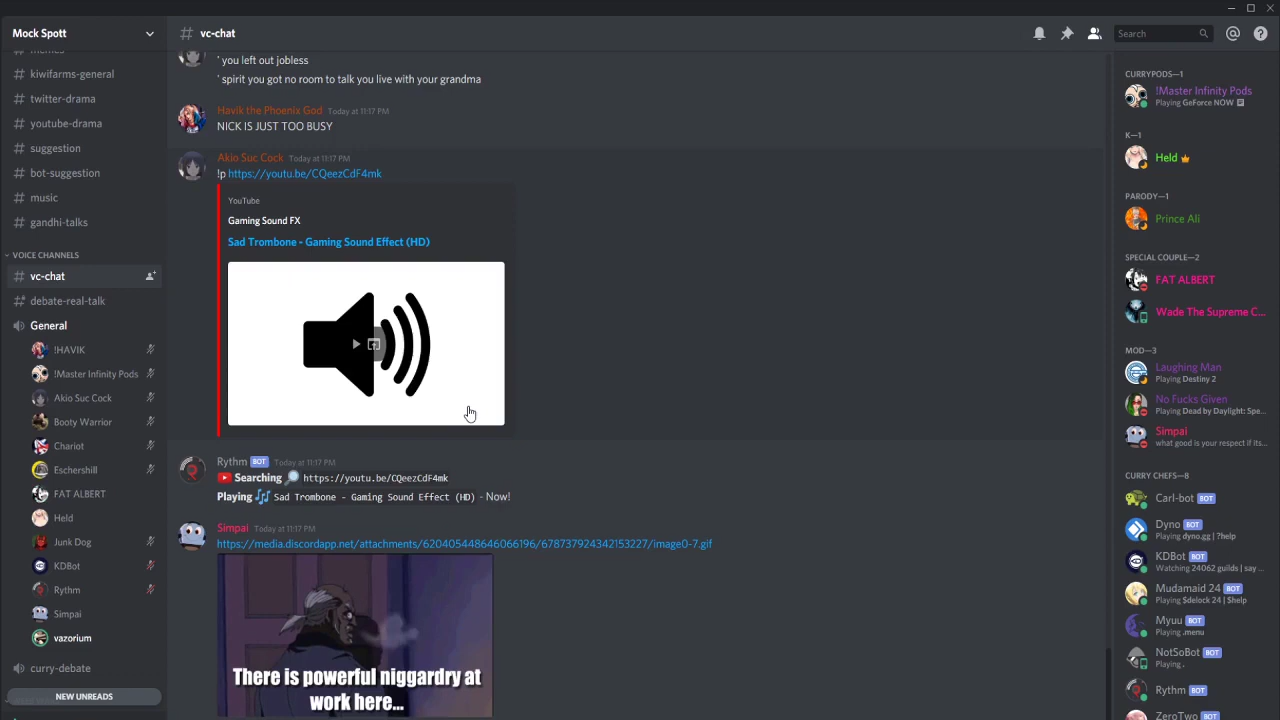 Mock Spott
# vc-chat
Search
# memes
# kiwifarms-general
# twitter-drama
# youtube-drama
# suggestion
# bot-suggestion
# music
# gandhi-talks
VOICE CHANNELS
# vc-chat
# debate-real-talk
General
!HAVIK
!Master Infinity Pods
Akio Suc Cock
Booty Warrior
Chariot
Eschershill
FAT ALBERT
Held
Junk Dog
KDBot
Rythm
Simpai
vazorium
curry-debate
NEW UNREADS
' you left out jobless
' spirit you got no room to talk you live with your grandma
Havik the Phoenix God Today at 11:17 PM
NICK IS JUST TOO BUSY
Akio Suc Cock Today at 11:17 PM
!p https://youtu.be/CQeezCdF4mk
YouTube
Gaming Sound FX
Sad Trombone - Gaming Sound Effect (HD)
Rythm BOT Today at 11:17 PM
Searching https://youtu.be/CQeezCdF4mk
Playing Sad Trombone - Gaming Sound Effect (HD) - Now!
Simpai Today at 11:17 PM
https://media.discordapp.net/attachments/620405448646066196/678737924342153227/image0-7.gif
There is powerful niggardry at
work here...
CURRYPODS—1
!Master Infinity Pods
Playing GeForce NOW
K—1
Held
PARODY—1
Prince Ali
SPECIAL COUPLE—2
FAT ALBERT
Wade The Supreme C...
MOD—3
Laughing Man
Playing Destiny 2
No Fucks Given
Playing Dead by Daylight: Spe...
Simpai
what good is your respect if its...
CURRY CHEFS—8
Carl-bot BOT
Dyno BOT
Playing dyno.gg | ?help
KDBot BOT
Watching 24062 guilds | say ...
Mudamaid 24 BOT
Playing $delock 24 | $help
Myuu BOT
Playing .menu
NotSoBot BOT
Playing .
Rythm BOT
ZeroTwo BOT